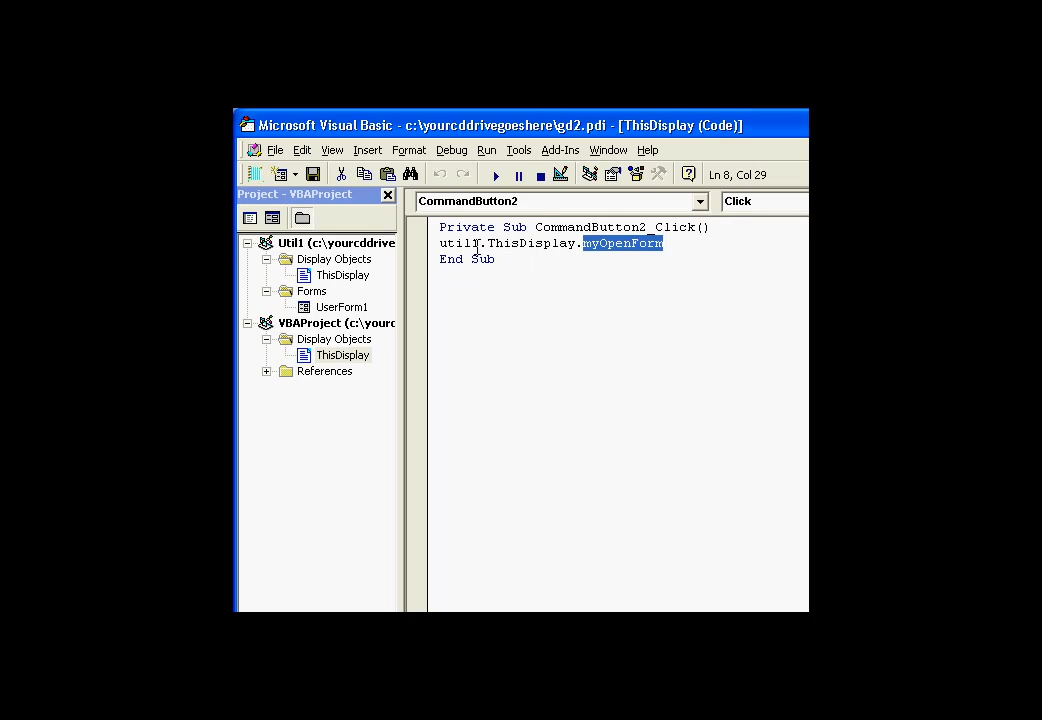 Microsoft Visual Basic - c:\yourcddrivegoeshere\gd2.pdi - [ThisDisplay (Code)]
File Edit View Insert Format Debug Run Tools Add-Ins Window Help
Ln 8, Col 29
Project - VBAProject
CommandButton2
Click
Util1 (c:\yourcddrive
Display Objects
ThisDisplay
Forms
UserForm1
VBAProject (c:\yourc
Display Objects
ThisDisplay
References
Private Sub CommandButton2_Click()
util1.ThisDisplay.myOpenForm
End Sub